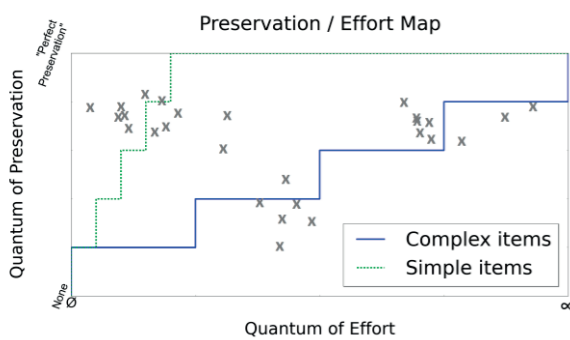 Preservation / Effort Map
"Perfect
Preservation"
Quantum of Preservation
None
Complex items
Simple items
Ø
∞
Quantum of Effort